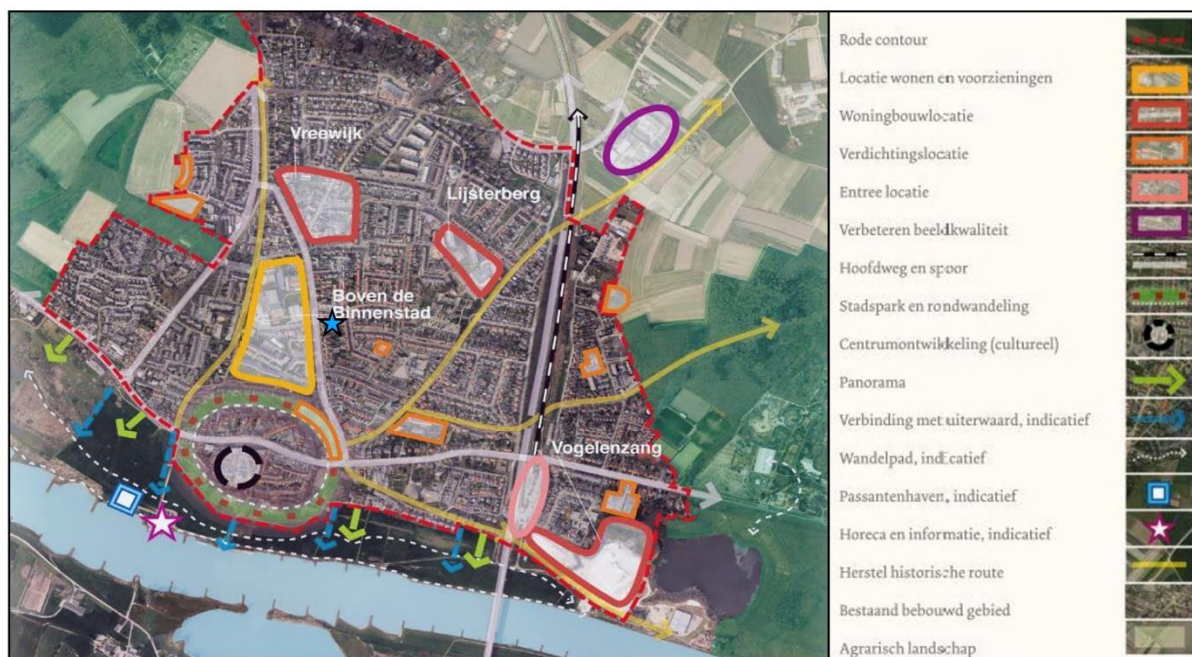 Vreewijk
Lijsterberg
Boven de
Binnenstad
Vogelenzang
Rode contour
Locatie wonen en voorzieningen
Woningbouwlocatie
Verdichtingslocatie
Entree locatie
Verbeteren beeldkwaliteit
Hoofdweg en spoor
Stadspark en rondwandeling
Centrumontwikkeling (cultureel)
Panorama
Verbinding met uiterwaard, indicatief
Wandelpad, indicatief
Passantenhaven, indicatief
Horeca en informatie, indicatief
Herstel historische route
Bestaand bebouwd gebied
Agrarisch landschap